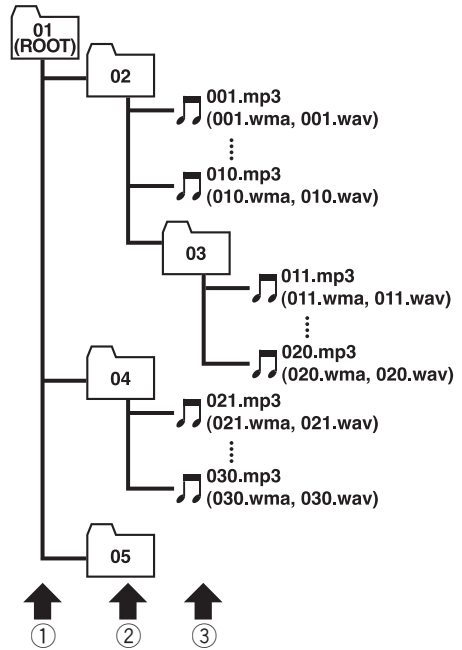 01
(ROOT)
02
001.mp3
(001.wma, 001.wav)
010.mp3
(010.wma, 010.wav)
03
011.mp3
(011.wma, 011.wav)
020.mp3
(020.wma, 020.wav)
04
021.mp3
(021.wma, 021.wav)
030.mp3
(030.wma, 030.wav)
05
① ② ③